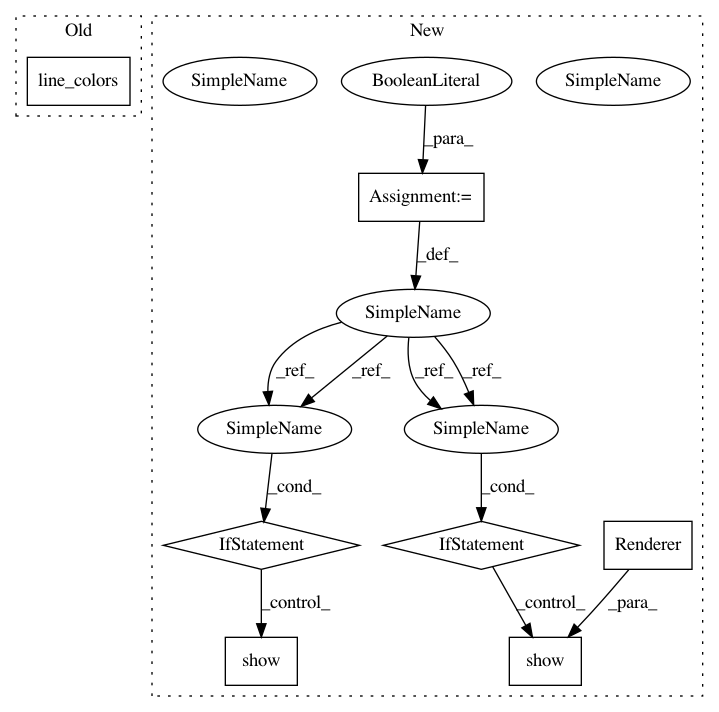 Old
New
line_colors
SimpleName
BooleanLiteral
SimpleName
_para_
Assignment:=
_def_
SimpleName
_ref_
_ref_
_ref_
_ref_
SimpleName
SimpleName
_cond_
_cond_
IfStatement
IfStatement
Renderer
_control_
_control_
_para_
show
show